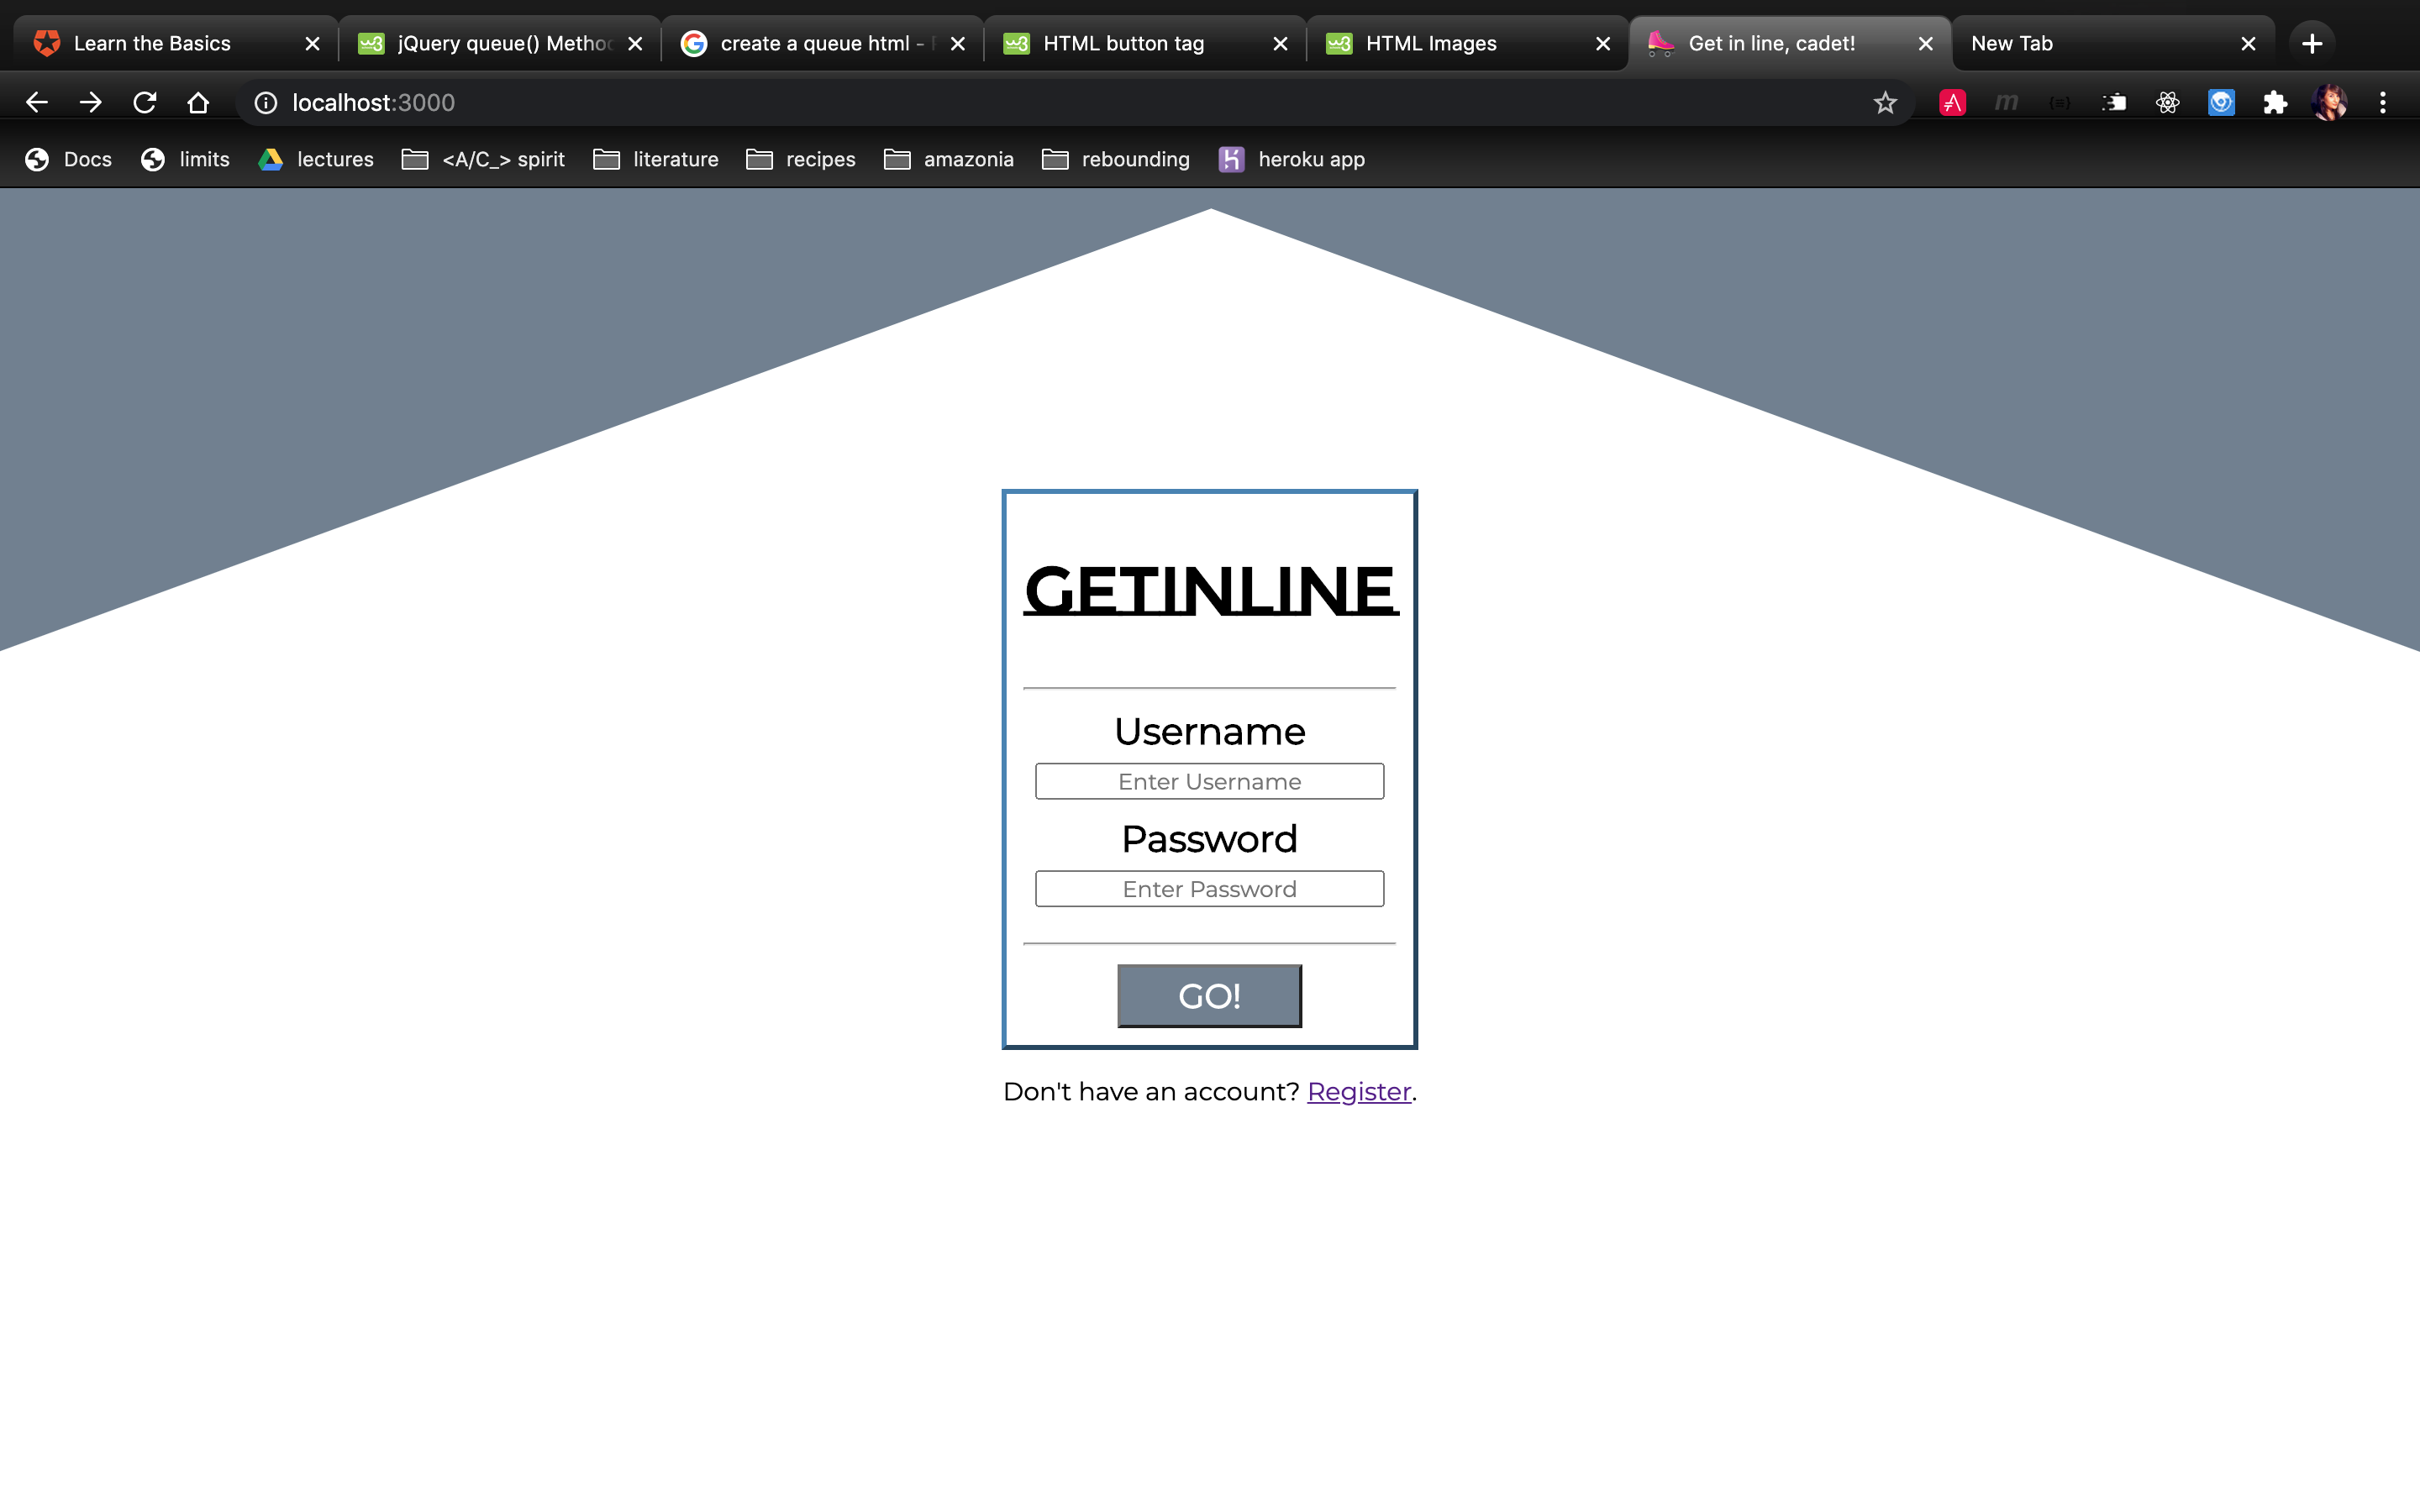 Learn the Basics
jQuery queue() Metho
create a queue html -
HTML button tag
HTML Images
Get in line, cadet!
New Tab
localhost:3000
Docs
limits
lectures
<A/C_> spirit
literature
recipes
amazonia
rebounding
heroku app
GETINLINE
Username
Enter Username
Password
Enter Password
GO!
Don't have an account? Register.